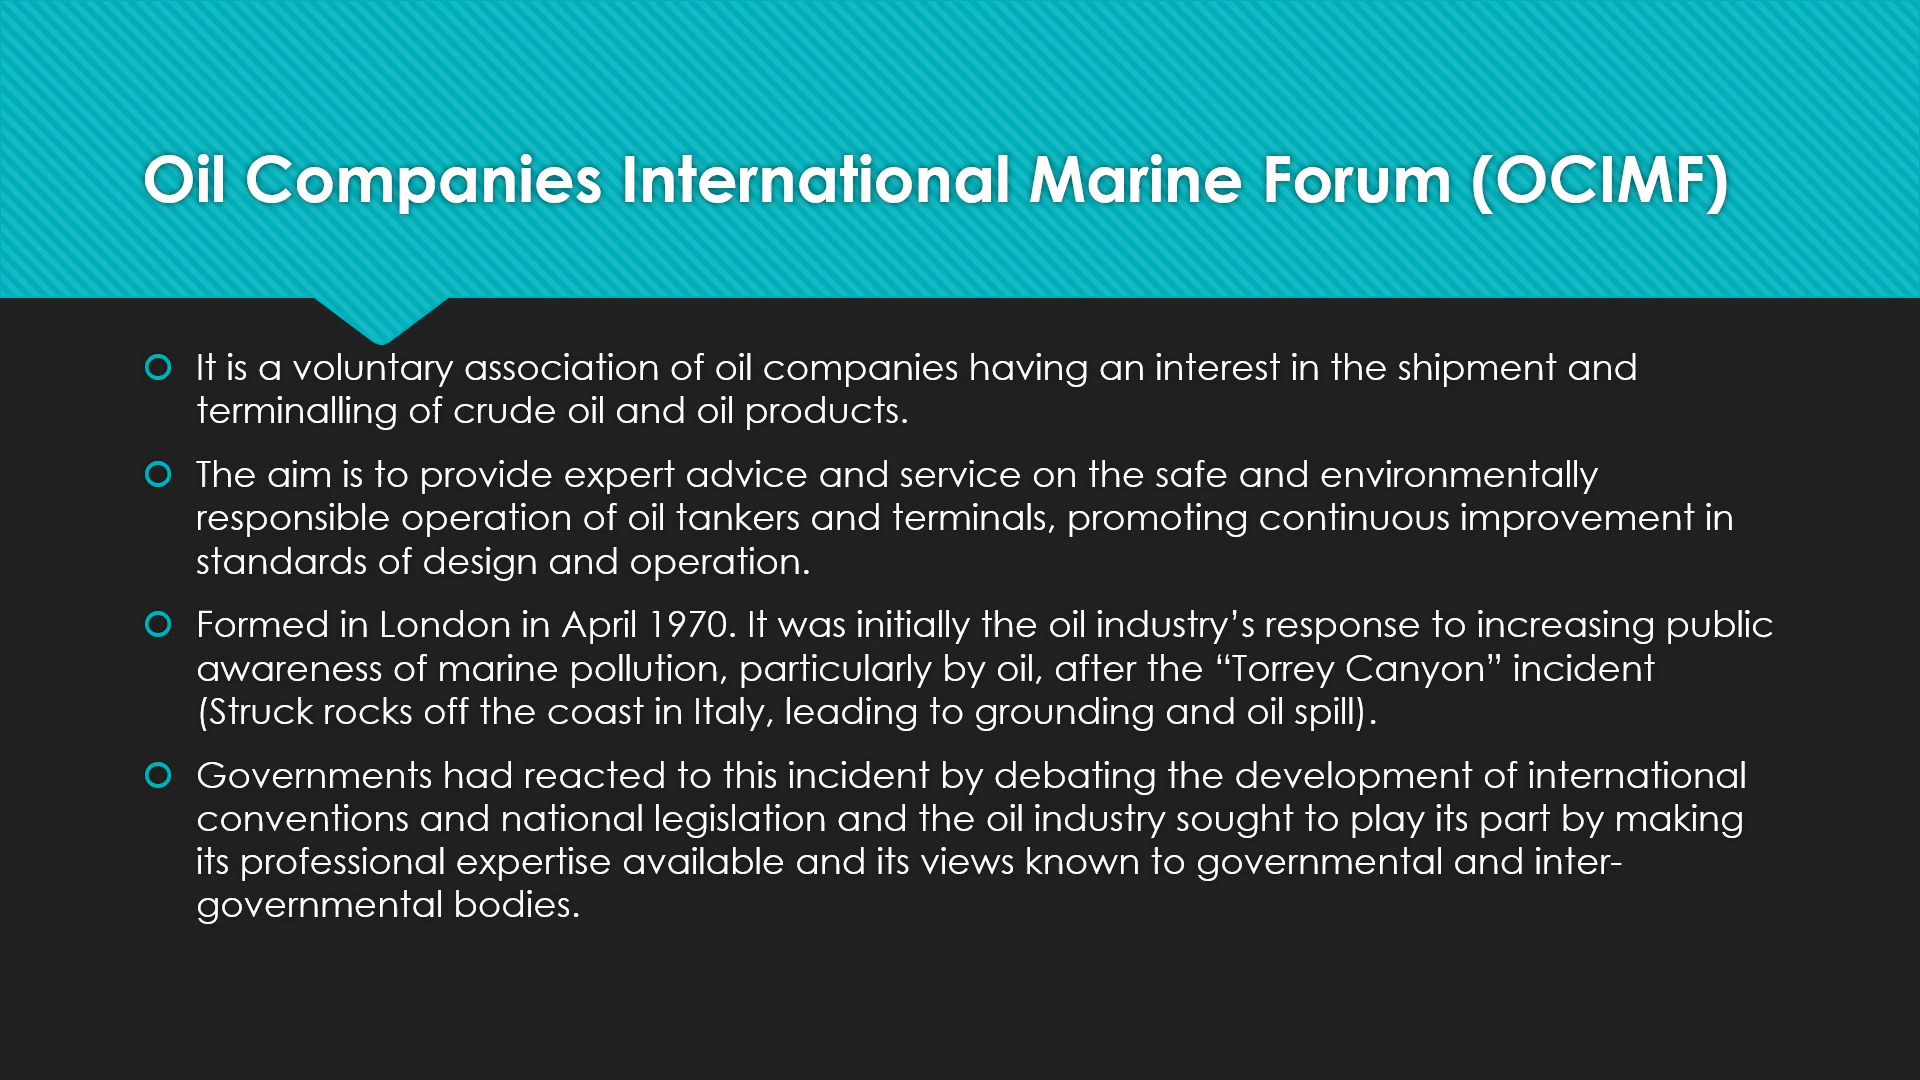 Oil Companies International Marine Forum (OCIMF)
It is a voluntary association of oil companies having an interest in the shipment and
terminalling of crude oil and oil products.
The aim is to provide expert advice and service on the safe and environmentally
responsible operation of oil tankers and terminals, promoting continuous improvement in
standards of design and operation.
Formed in London in April 1970. It was initially the oil industry’s response to increasing public
awareness of marine pollution, particularly by oil, after the “Torrey Canyon” incident
(Struck rocks off the coast in Italy, leading to grounding and oil spill).
Governments had reacted to this incident by debating the development of international
conventions and national legislation and the oil industry sought to play its part by making
its professional expertise available and its views known to governmental and inter-
governmental bodies.